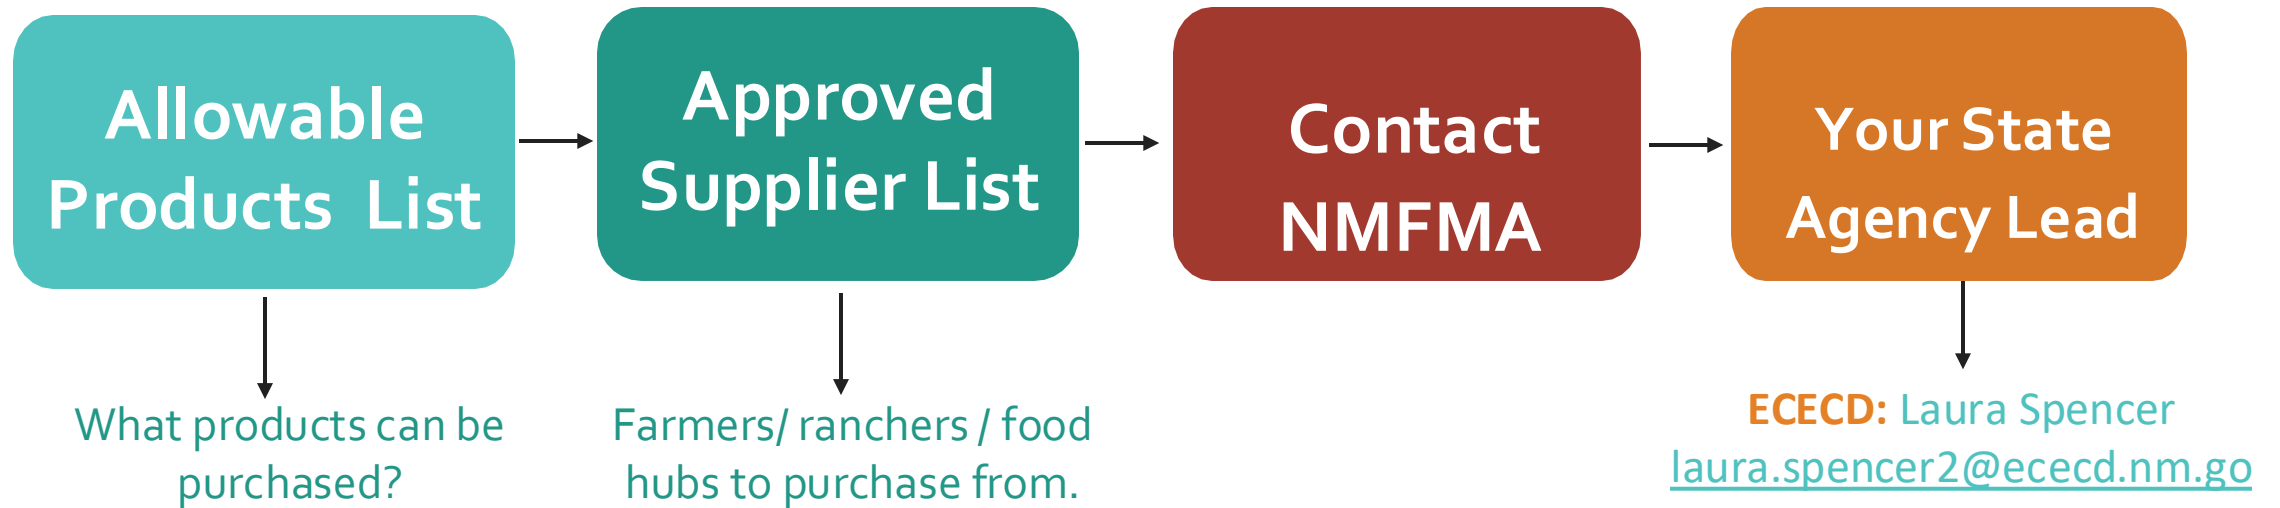 Allowable
Products List
Approved
Supplier List
Contact
NMFMA
Your State
Agency Lead
What products can be
purchased?
Farmers/ ranchers / food
hubs to purchase from.
ECECD: Laura Spencer
laura.spencer2@ececd.nm.go